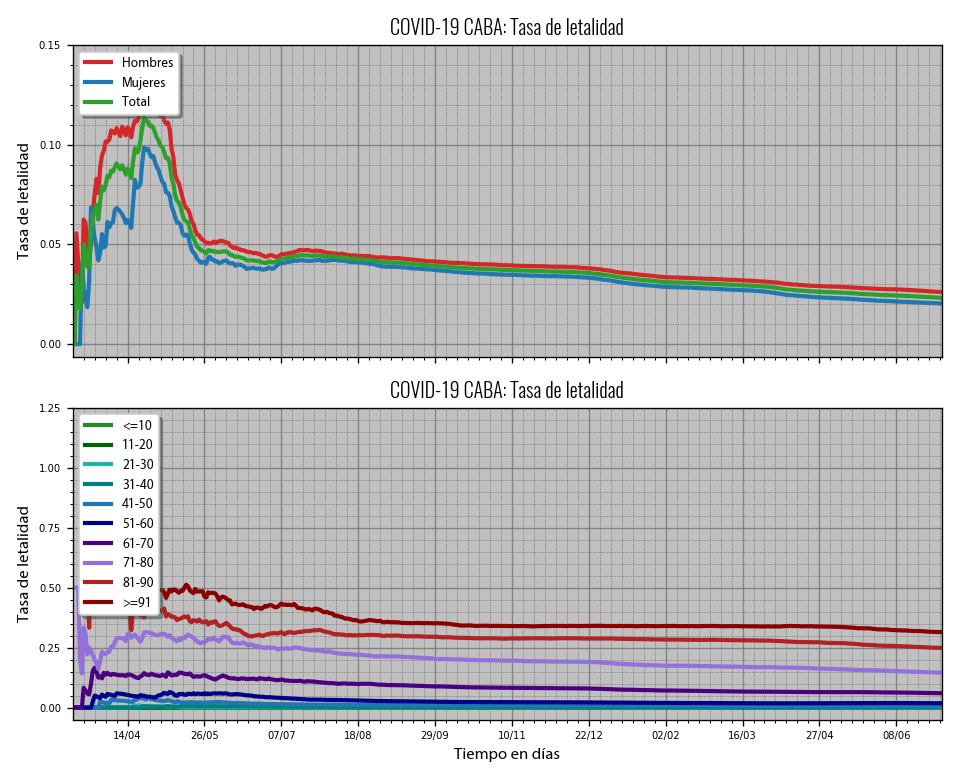 COVID-19 CABA: Tasa de letalidad
0.15
0.10
0.05
0.00
Tasa de letalidad
Hombres
Mujeres
Total
COVID-19 CABA: Tasa de letalidad
1.25
1.00
0.75
0.50
0.25
0.00
Tasa de letalidad
<=10
11-20
21-30
31-40
41-50
51-60
61-70
71-80
81-90
>=91
14/04 26/05 07/07 18/08 29/09 10/11 22/12 02/02 16/03 27/04 08/06
Tiempo en días